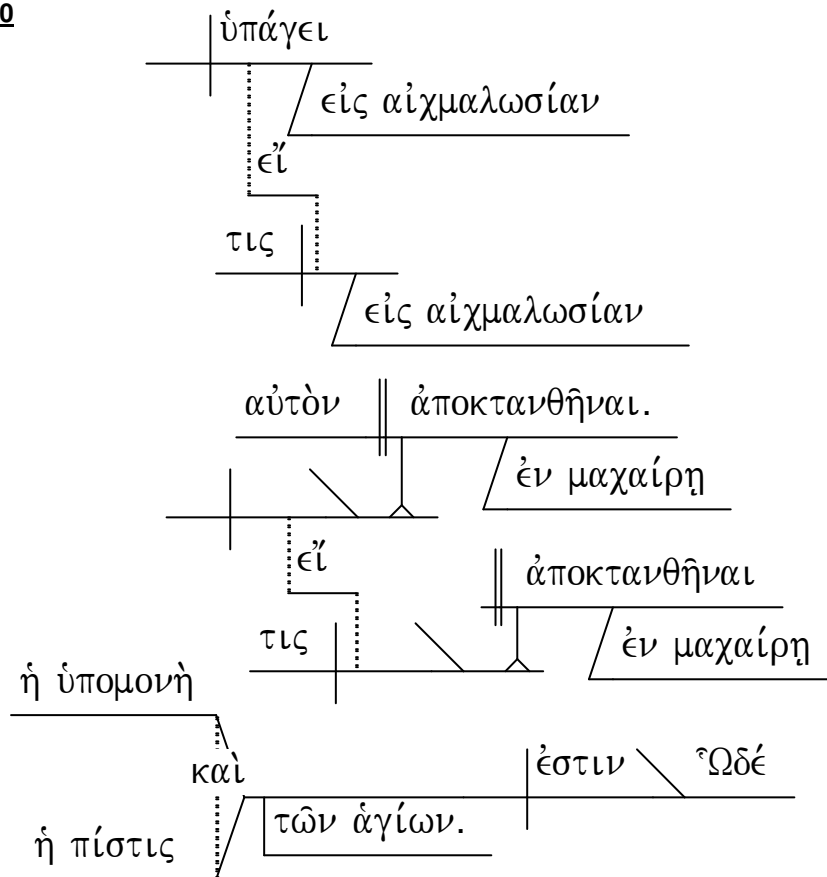 0
ὑπάγει
εἰς αἰχμαλωσίαν
εἴ
τις
εἰς αἰχμαλωσίαν
αὐτὸν ἀποκτανθῆναι.
ἐν μαχαίρῃ
εἴ
ἀποκτανθῆναι
τις
ἐν μαχαίρῃ
ἡ ὑπομονὴ
καὶ
ἐστιν Ὧδέ
τῶν ἁγίων.
ἡ πίστις